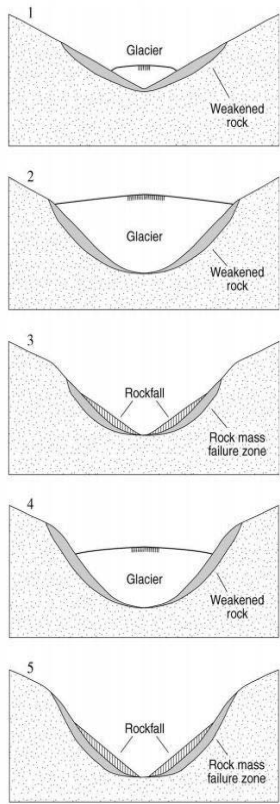 1
Glacier
Weakened
rock
2
Glacier
Weakened
rock
3
Rockfall
Rock mass
failure zone
4
Glacier
Weakened
rock
5
Rockfall
Rock mass
failure zone